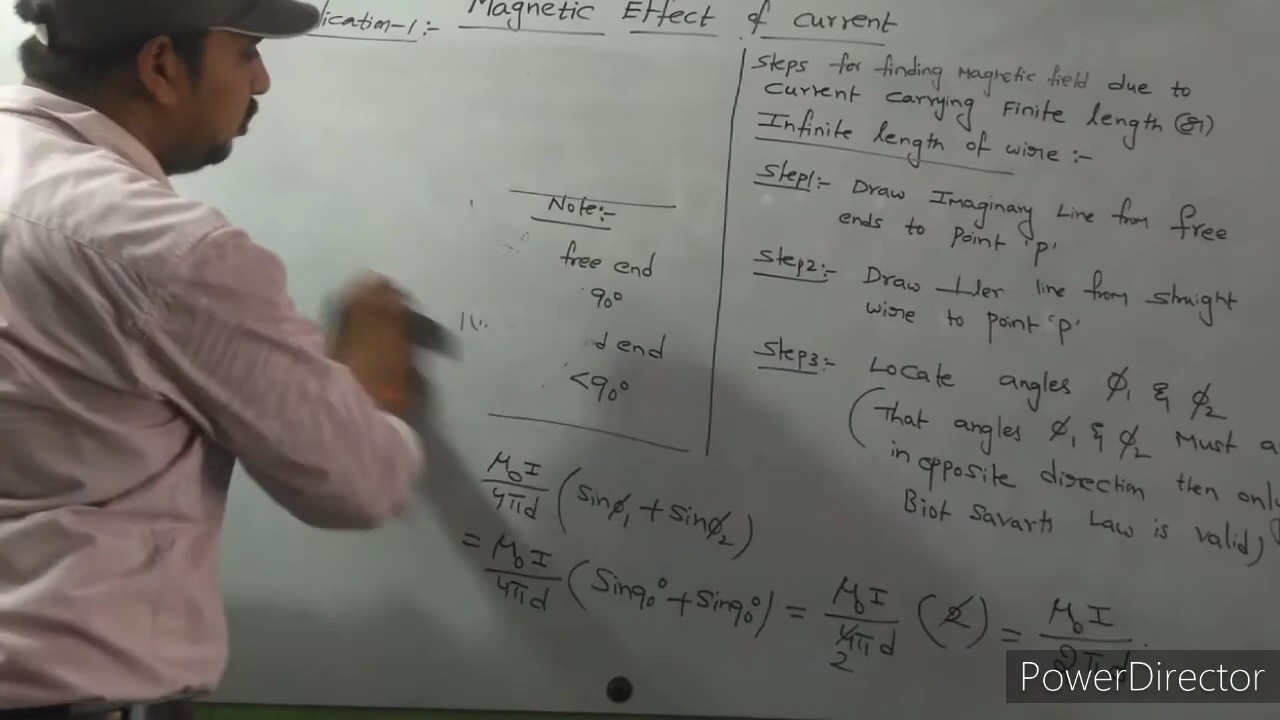 lication-1:- Magnetic Effect of current
Steps for finding Magnetic field due to
current carrying Finite length (or)
Infinite length of wire :-
Step1:- Draw Imaginary Line from free
ends to point 'p'
Step2:- Draw ⊥ler line from straight
wire to point 'p'
Step3:- Locate angles ϕ₁ & ϕ₂
(That angles ϕ₁ & ϕ₂ Must a
in opposite direction then only
Biot Savarts Law is valid)
Note:-
free end
90°
d end
<90°
μ₀I/4πd (sinϕ₁ + sinϕ₂)
= μ₀I/4πd (Sin90° + Sin90°) = μ₀I/4πd (2) = μ₀I/2πd
2
PowerDirector